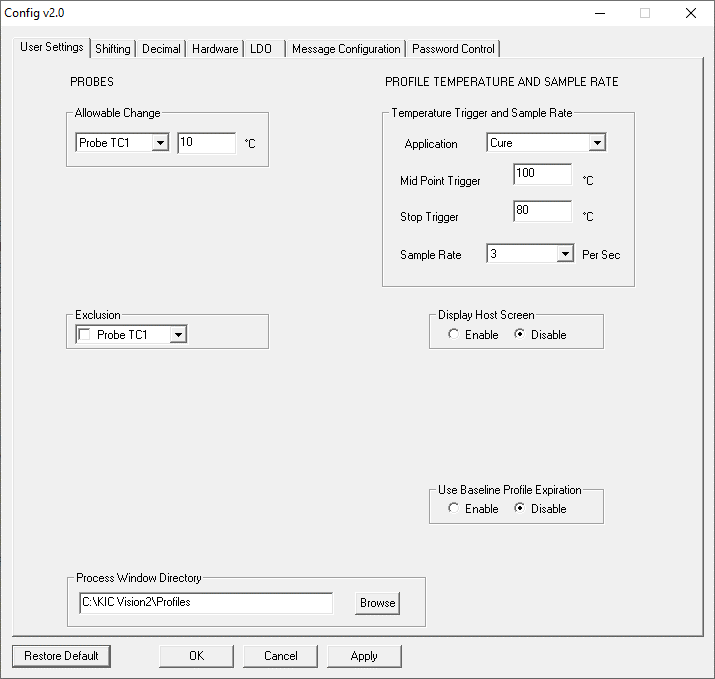 Config v2.0
User Settings Shifting Decimal Hardware LDO Message Configuration Password Control
PROBES
PROFILE TEMPERATURE AND SAMPLE RATE
Allowable Change
Probe TC1 10 °C
Temperature Trigger and Sample Rate
Application Cure
Mid Point Trigger 100 °C
Stop Trigger 80 °C
Sample Rate 3 Per Sec
Exclusion
Probe TC1
Display Host Screen
Enable Disable
Use Baseline Profile Expiration
Enable Disable
Process Window Directory
C:\KIC Vision2\Profiles Browse
Restore Default OK Cancel Apply